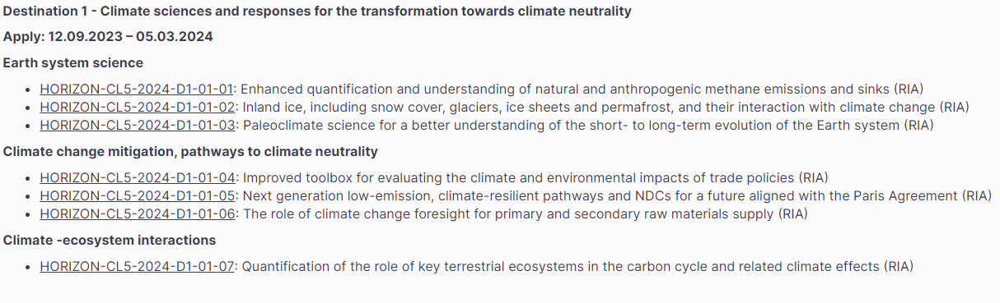 Destination 1 - Climate sciences and responses for the transformation towards climate neutrality
Apply: 12.09.2023 – 05.03.2024
Earth system science
• HORIZON-CL5-2024-D1-01-01: Enhanced quantification and understanding of natural and anthropogenic methane emissions and sinks (RIA)
• HORIZON-CL5-2024-D1-01-02: Inland ice, including snow cover, glaciers, ice sheets and permafrost, and their interaction with climate change (RIA)
• HORIZON-CL5-2024-D1-01-03: Paleoclimate science for a better understanding of the short- to long-term evolution of the Earth system (RIA)
Climate change mitigation, pathways to climate neutrality
• HORIZON-CL5-2024-D1-01-04: Improved toolbox for evaluating the climate and environmental impacts of trade policies (RIA)
• HORIZON-CL5-2024-D1-01-05: Next generation low-emission, climate-resilient pathways and NDCs for a future aligned with the Paris Agreement (RIA)
• HORIZON-CL5-2024-D1-01-06: The role of climate change foresight for primary and secondary raw materials supply (RIA)
Climate -ecosystem interactions
• HORIZON-CL5-2024-D1-01-07: Quantification of the role of key terrestrial ecosystems in the carbon cycle and related climate effects (RIA)